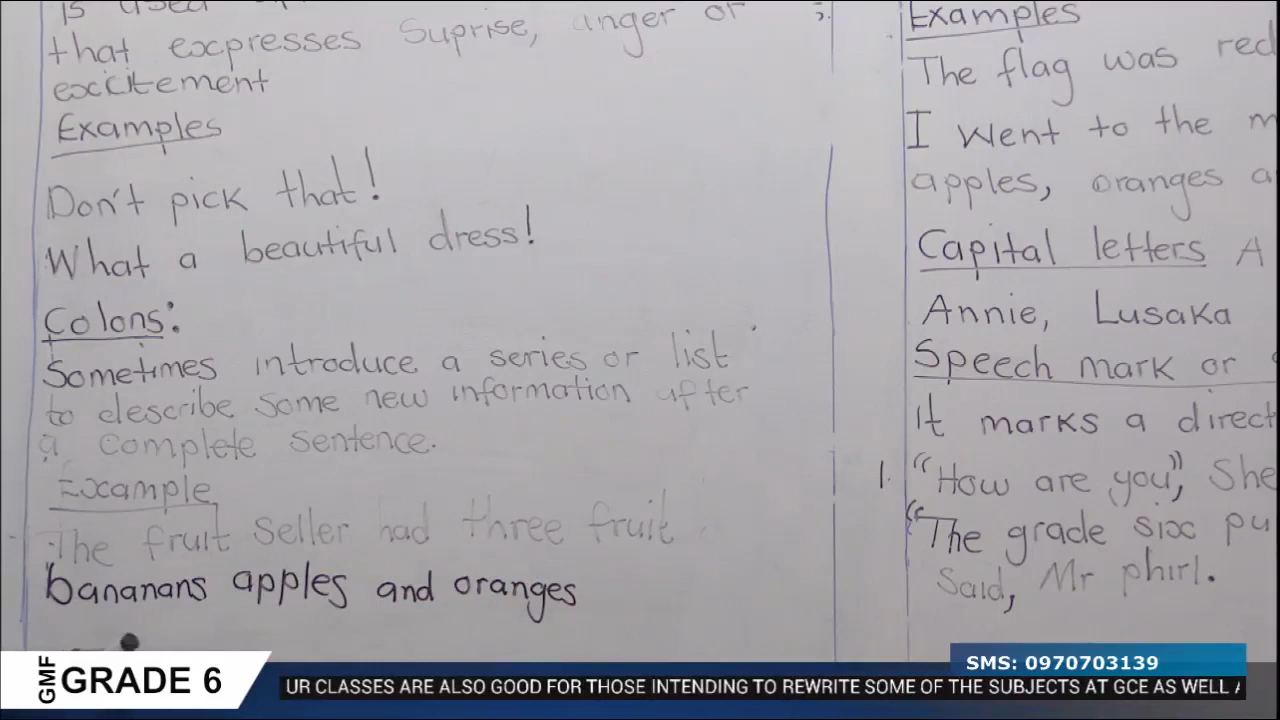 is used
that expresses Suprise, anger or
excitement
Examples
Don't pick that!
What a beautiful dress!
Colons:
Sometimes introduce a series or list
to describe some new information after
a complete sentence.
Example
The fruit seller had three fruit
bananans apples and oranges
Examples
The flag was red
I went to the m
apples, oranges a
Capital letters A
Annie, Lusaka
Speech mark or
it marks a direct
1. "How are you", She
"The grade six pu
said, Mr phiri.
SMS: 0970703139
GMF GRADE 6
UR CLASSES ARE ALSO GOOD FOR THOSE INTENDING TO REWRITE SOME OF THE SUBJECTS AT GCE AS WELL A